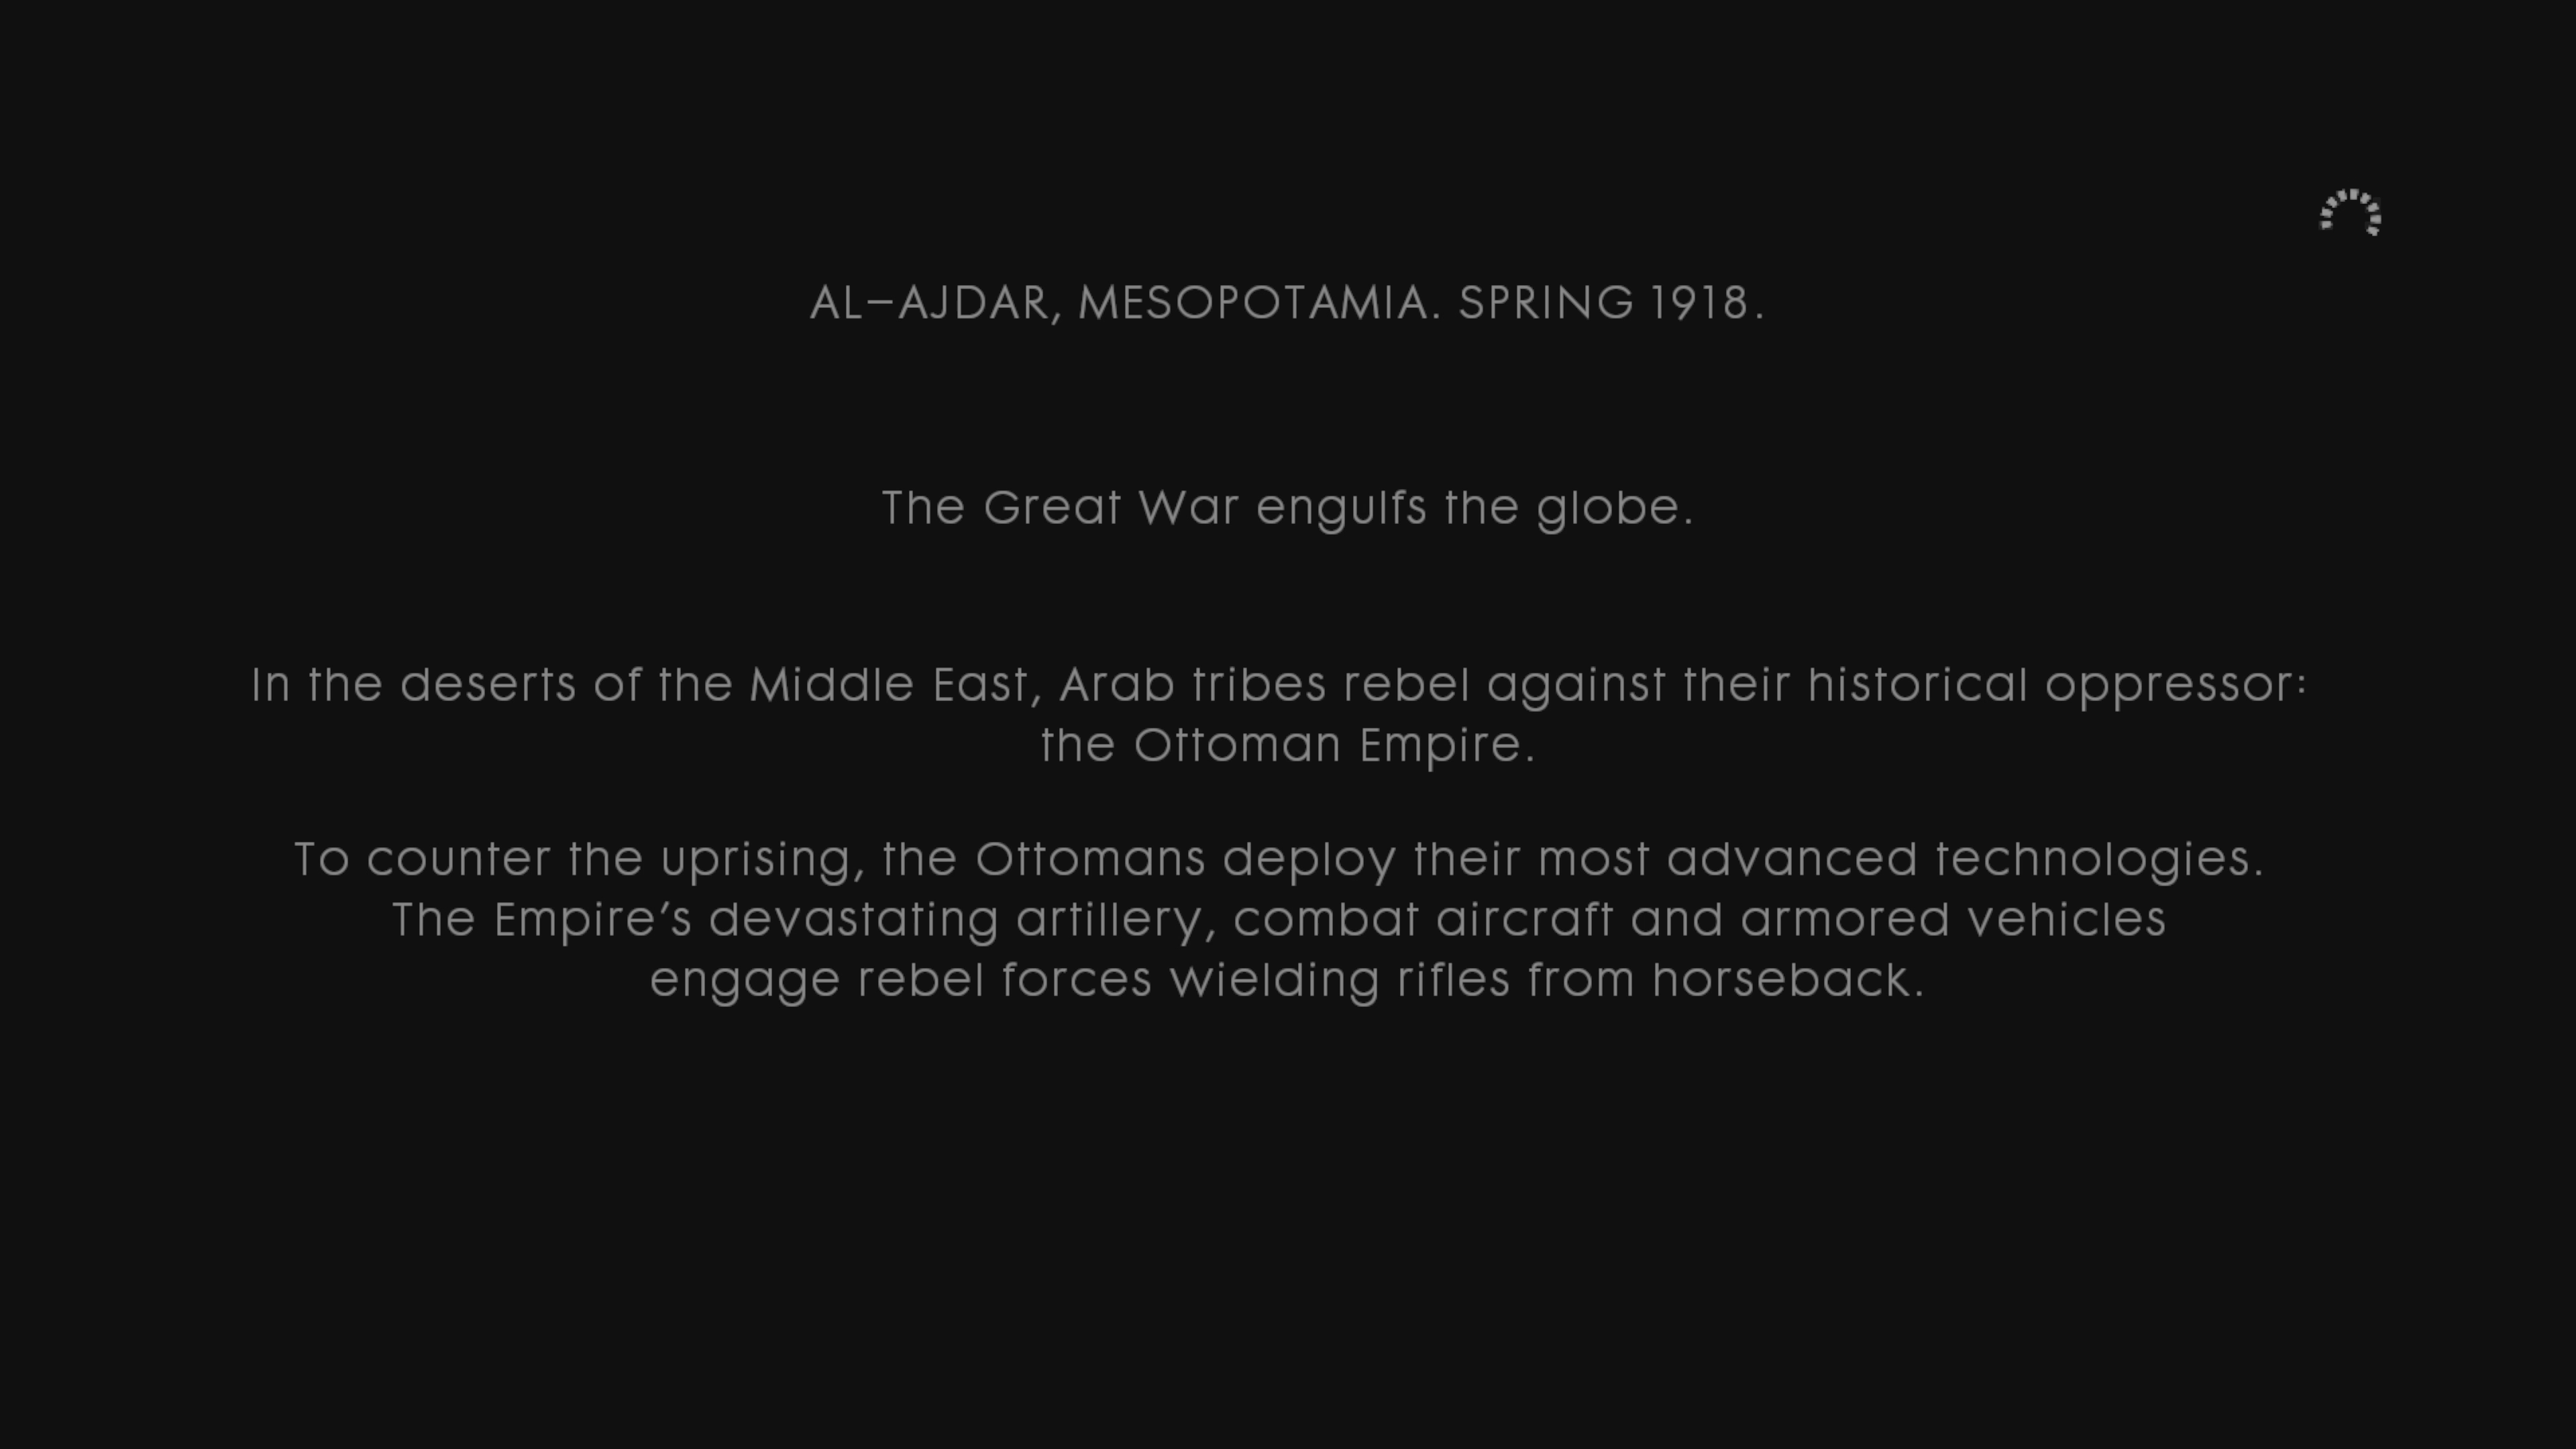 AL–AJDAR, MESOPOTAMIA. SPRING 1918.
The Great War engulfs the globe.
In the deserts of the Middle East, Arab tribes rebel against their historical oppressor:
the Ottoman Empire.
To counter the uprising, the Ottomans deploy their most advanced technologies.
The Empire’s devastating artillery, combat aircraft and armored vehicles
engage rebel forces wielding rifles from horseback.